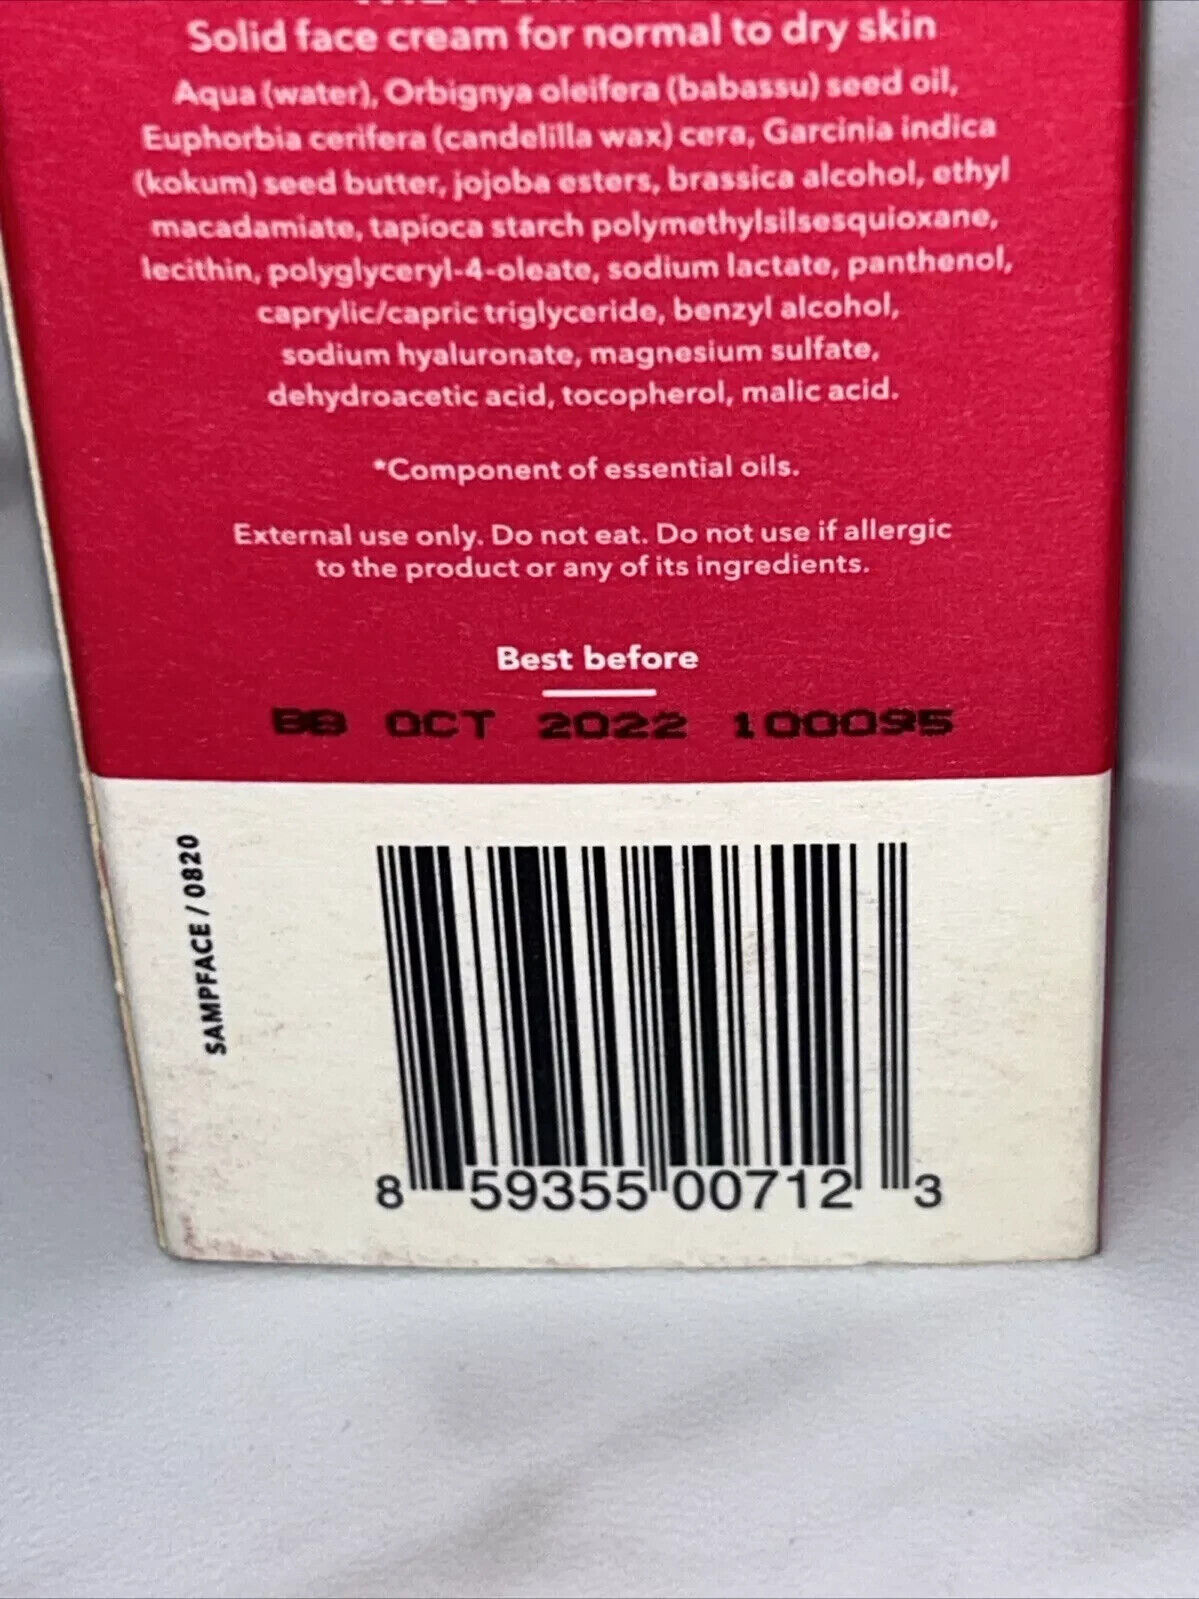 Solid face cream for normal to dry skin
Aqua (water), Orbignya oleifera (babassu) seed oil,
Euphorbia cerifera (candelilla wax) cera, Garcinia indica
(kokum) seed butter, jojoba esters, brassica alcohol, ethyl
macadamiate, tapioca starch polymethylsilsesquioxane,
lecithin, polyglyceryl-4-oleate, sodium lactate, panthenol,
caprylic/capric triglyceride, benzyl alcohol,
sodium hyaluronate, magnesium sulfate,
dehydroacetic acid, tocopherol, malic acid.
*Component of essential oils.
External use only. Do not eat. Do not use if allergic
to the product or any of its ingredients.
Best before
BB OCT 2022 100095
SAMPFACE / 0820
8 59355 00712 3